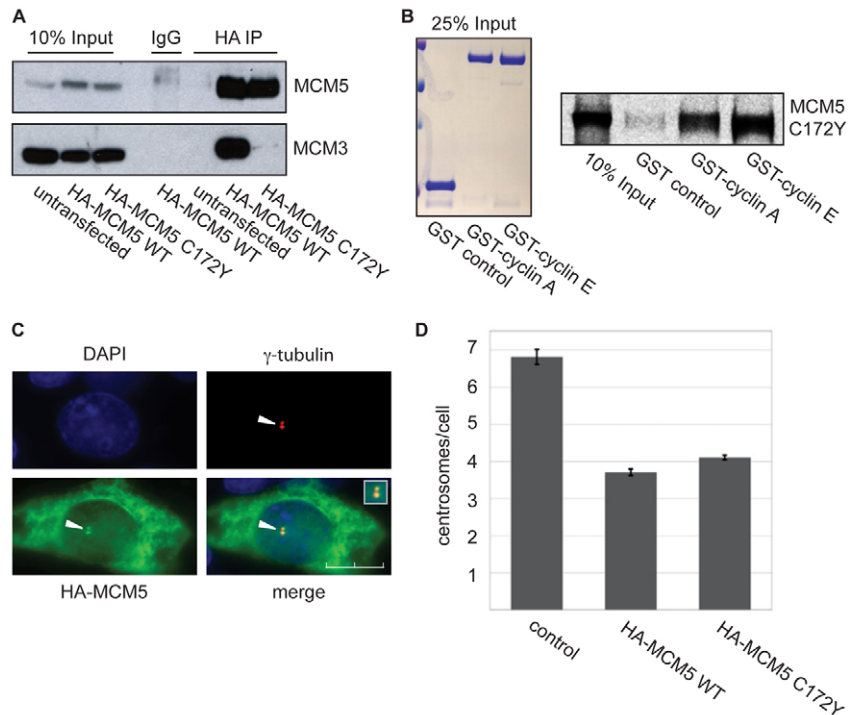 A
10% Input
IgG
HA IP
MCM5
MCM3
untransfected
HA-MCM5 WT
HA-MCM5 C172Y
HA-MCM5 WT
untransfected
HA-MCM5 WT
HA-MCM5 C172Y
B
25% Input
GST control
GST-cyclin A
GST-cyclin E
MCM5
C172Y
10% Input
GST control
GST-cyclin A
GST-cyclin E
C
DAPI
γ-tubulin
HA-MCM5
merge
D
centrosomes/cell
7
6
5
4
3
2
1
control
HA-MCM5 WT
HA-MCM5 C172Y